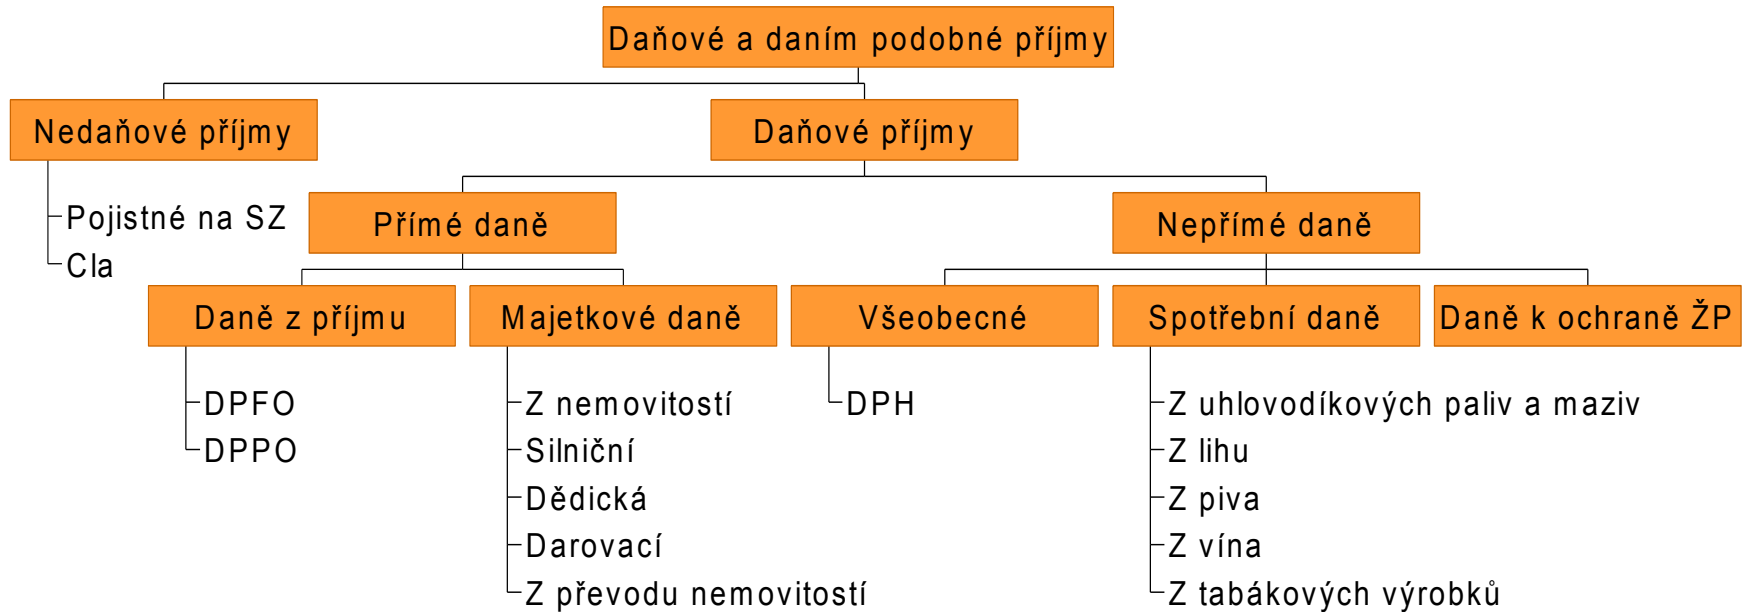 Daňové a daním podobné příjmy
Nedaňové příjmy
Daňové příjmy
Pojistné na SZ
Cla
Přímé daně
Nepřímé daně
Daně z příjmu
Majetkové daně
Všeobecné
Spotřební daně
Daně k ochraně ŽP
DPFO
DPPO
Z nemovitostí
Silniční
Dědická
Darovací
Z převodu nemovitostí
DPH
Z uhlovodíkových paliv a maziv
Z lihu
Z piva
Z vína
Z tabákových výrobků